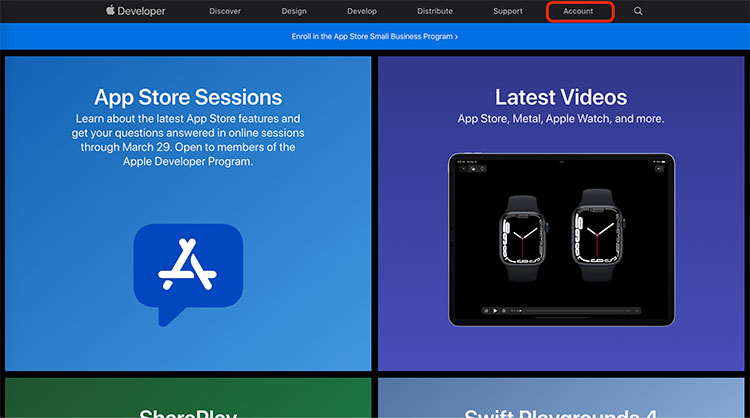 Developer
Discover
Design
Develop
Distribute
Support
Account
Enroll in the App Store Small Business Program ›
App Store Sessions
Learn about the latest App Store features and
get your questions answered in online sessions
through March 29. Open to members of the
Apple Developer Program.
Latest Videos
App Store, Metal, Apple Watch, and more.
SharePlay
Swift Playgrounds 4